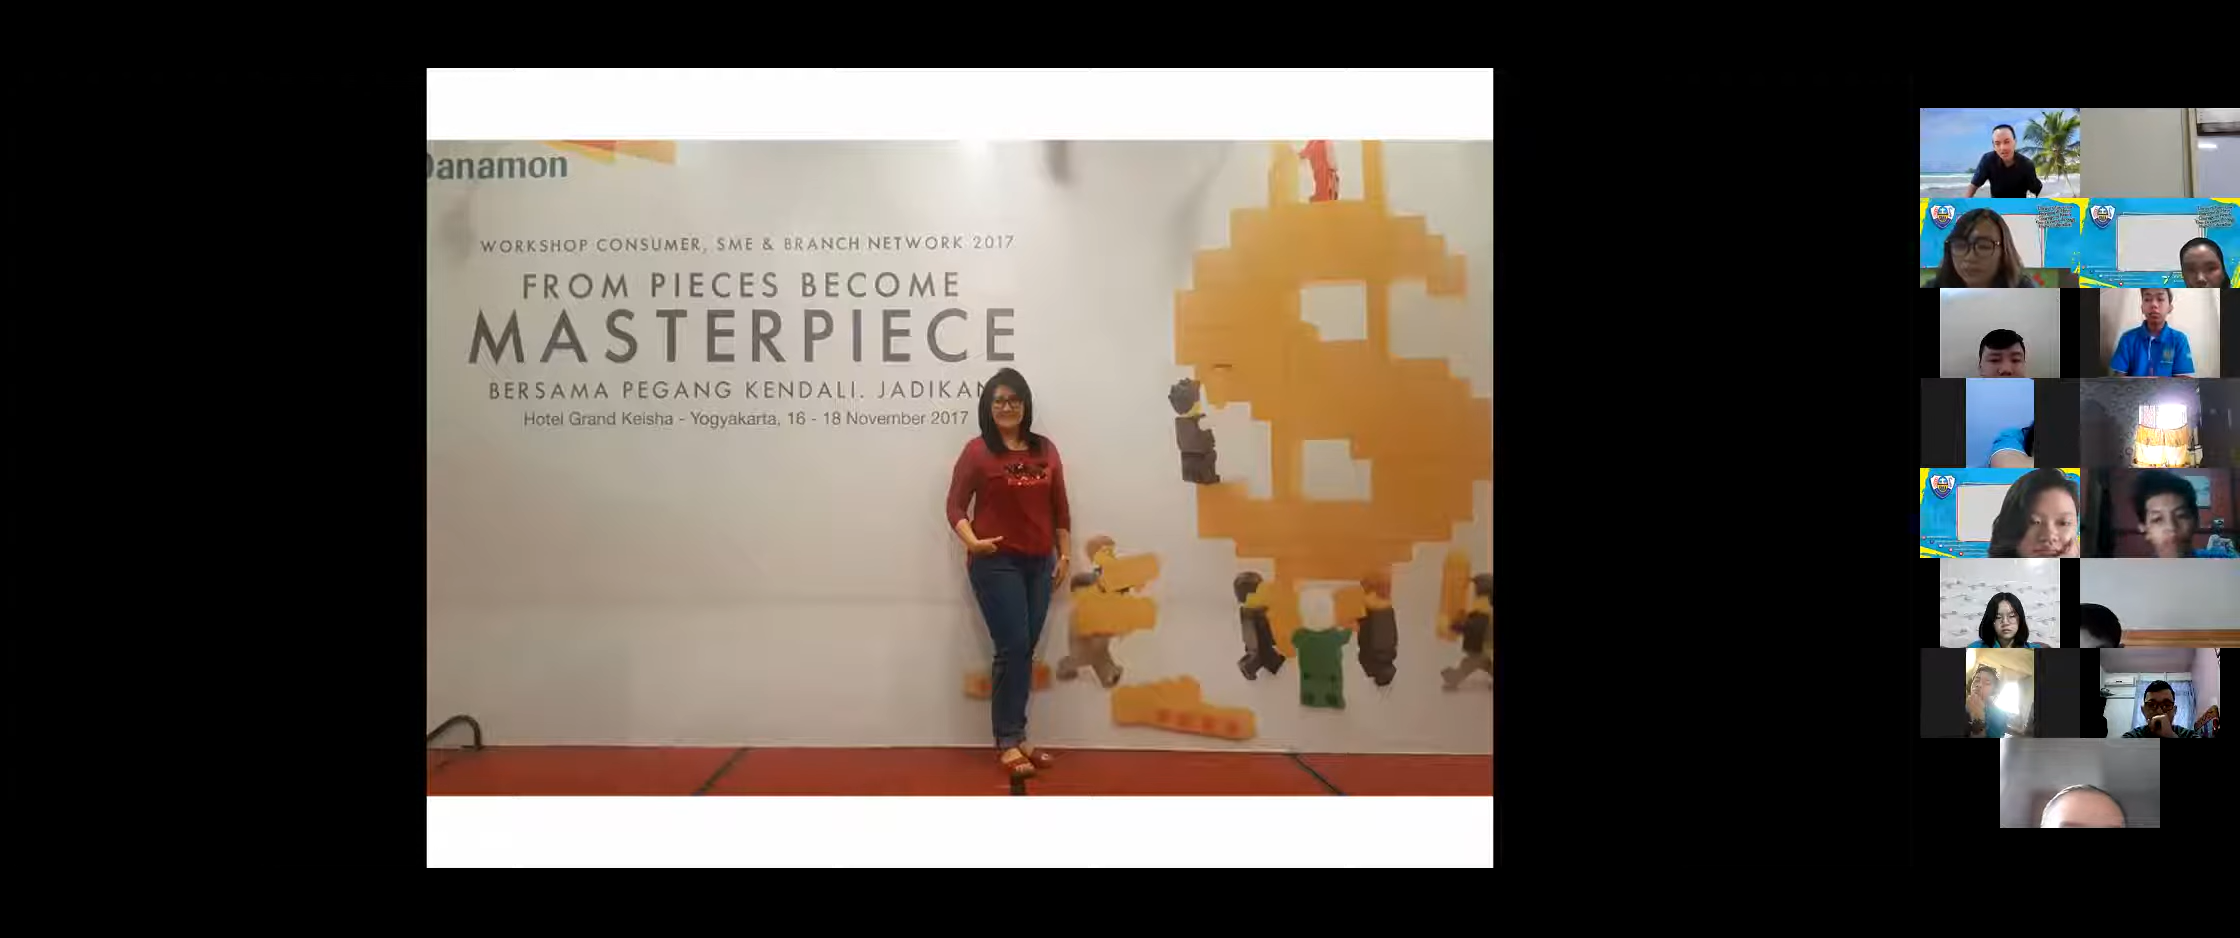 Danamon
WORKSHOP CONSUMER, SME & BRANCH NETWORK 2017
FROM PIECES BECOME
MASTERPIECE
BERSAMA PEGANG KENDALI. JADIKAN
Hotel Grand Keisha - Yogyakarta, 16 - 18 November 2017